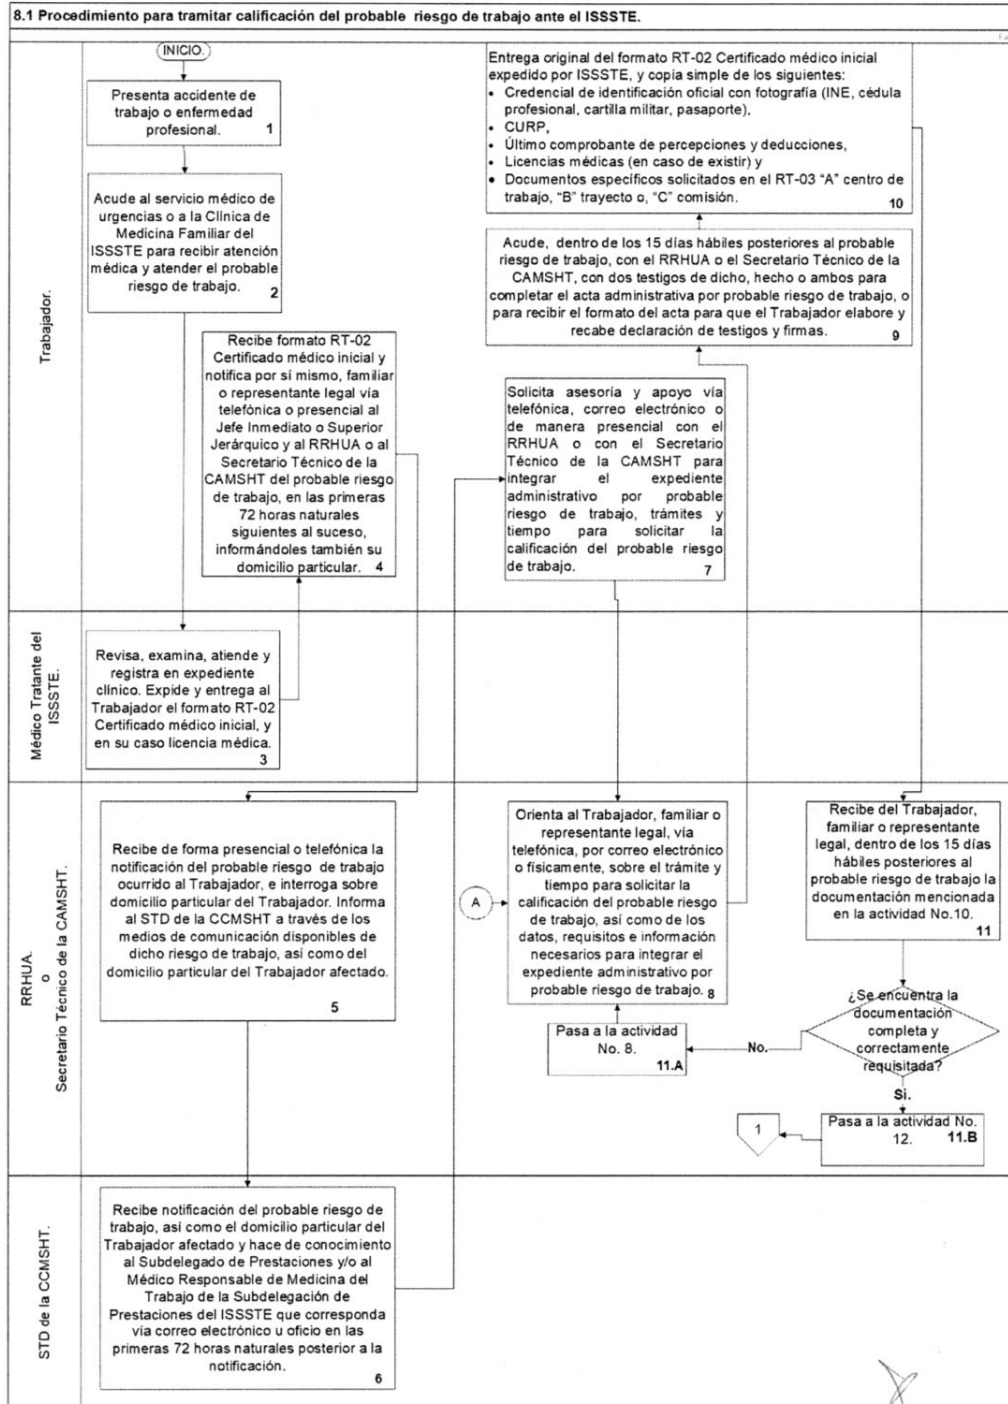 8.1 Procedimiento para tramitar calificación del probable riesgo de trabajo ante el ISSSTE.
Trabajador.
INICIO.
Presenta accidente de
trabajo o enfermedad
profesional.
1
Acude al servicio médico de
urgencias o a la Clínica de
Medicina Familiar del
ISSSTE para recibir atención
médica y atender el probable
riesgo de trabajo.
2
Recibe formato RT-02
Certificado médico inicial y
notifica por sí mismo, familiar
o representante legal vía
telefónica o presencial al
Jefe Inmediato o Superior
Jerárquico y al RRHUA o al
Secretario Técnico de la
CAMSHT del probable riesgo
de trabajo, en las primeras
72 horas naturales
siguientes al suceso,
informándoles también su
domicilio particular. 4
Entrega original del formato RT-02 Certificado médico inicial
expedido por ISSSTE, y copia simple de los siguientes:
• Credencial de identificación oficial con fotografía (INE, cédula
profesional, cartilla militar, pasaporte),
• CURP,
• Último comprobante de percepciones y deducciones,
• Licencias médicas (en caso de existir) y
• Documentos específicos solicitados en el RT-03 “A” centro de
trabajo, “B” trayecto o, “C” comisión.
10
Acude, dentro de los 15 días hábiles posteriores al probable
riesgo de trabajo, con el RRHUA o el Secretario Técnico de la
CAMSHT, con dos testigos de dicho, hecho o ambos para
completar el acta administrativa por probable riesgo de trabajo, o
para recibir el formato del acta para que el Trabajador elabore y
recabe declaración de testigos y firmas.
9
Solicita asesoría y apoyo vía
telefónica, correo electrónico o
de manera presencial con el
RRHUA o con el Secretario
Técnico de la CAMSHT para
integrar el expediente
administrativo por probable
riesgo de trabajo, trámites y
tiempo para solicitar la
calificación del probable riesgo
de trabajo.
7
Médico Tratante del
ISSSTE.
Revisa, examina, atiende y
registra en expediente
clínico. Expide y entrega al
Trabajador el formato RT-02
Certificado médico inicial, y
en su caso licencia médica.
3
RRHUA.
o
Secretario Técnico de la CAMSHT.
Recibe de forma presencial o telefónica la
notificación del probable riesgo de trabajo
ocurrido al Trabajador, e interroga sobre
domicilio particular del Trabajador. Informa
al STD de la CCMSHT a través de los
medios de comunicación disponibles de
dicho riesgo de trabajo, así como del
domicilio particular del Trabajador afectado.
5
A
Orienta al Trabajador, familiar o
representante legal, vía
telefónica, por correo electrónico
o físicamente, sobre el trámite y
tiempo para solicitar la
calificación del probable riesgo
de trabajo, así como de los
datos, requisitos e información
necesarios para integrar el
expediente administrativo por
probable riesgo de trabajo. 8
Recibe del Trabajador,
familiar o representante
legal, dentro de los 15 días
hábiles posteriores al
probable riesgo de trabajo la
documentación mencionada
en la actividad No.10.
11
¿Se encuentra la
documentación
completa y
correctamente
requisitada?
No.
Pasa a la actividad
No. 8.
11.A
Si.
Pasa a la actividad No.
12. 11.B
1
STD de la CCMSHT.
Recibe notificación del probable riesgo de
trabajo, así como el domicilio particular del
Trabajador afectado y hace de conocimiento
al Subdelegado de Prestaciones y/o al
Médico Responsable de Medicina del
Trabajo de la Subdelegación de
Prestaciones del ISSSTE que corresponda
vía correo electrónico u oficio en las
primeras 72 horas naturales posterior a la
notificación.
6